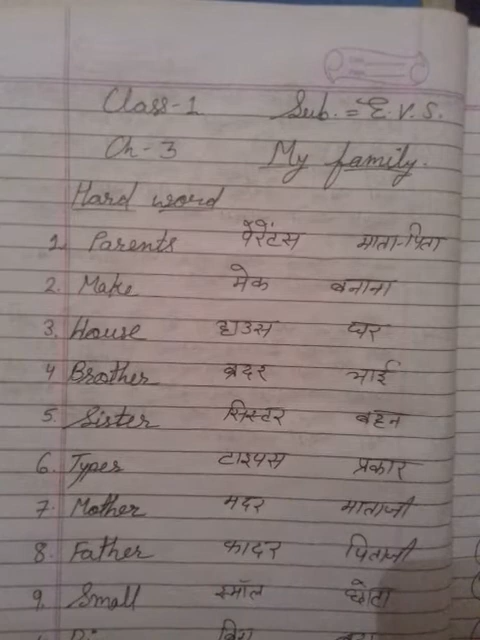 Class-1 Sub. = E.V.S.
Ch-3 My family.
Hard word
1. Parents पेरेंटस माता-पिता
2. Make मेक बनाना
3. House हाउस घर
4 Brother ब्रदर भाई
5. Sister सिस्टर बहन
6. Types टाइपस प्रकार
7. Mother मदर माताजी
8. Father फादर पिताजी
9. Small स्मॉल छोटा